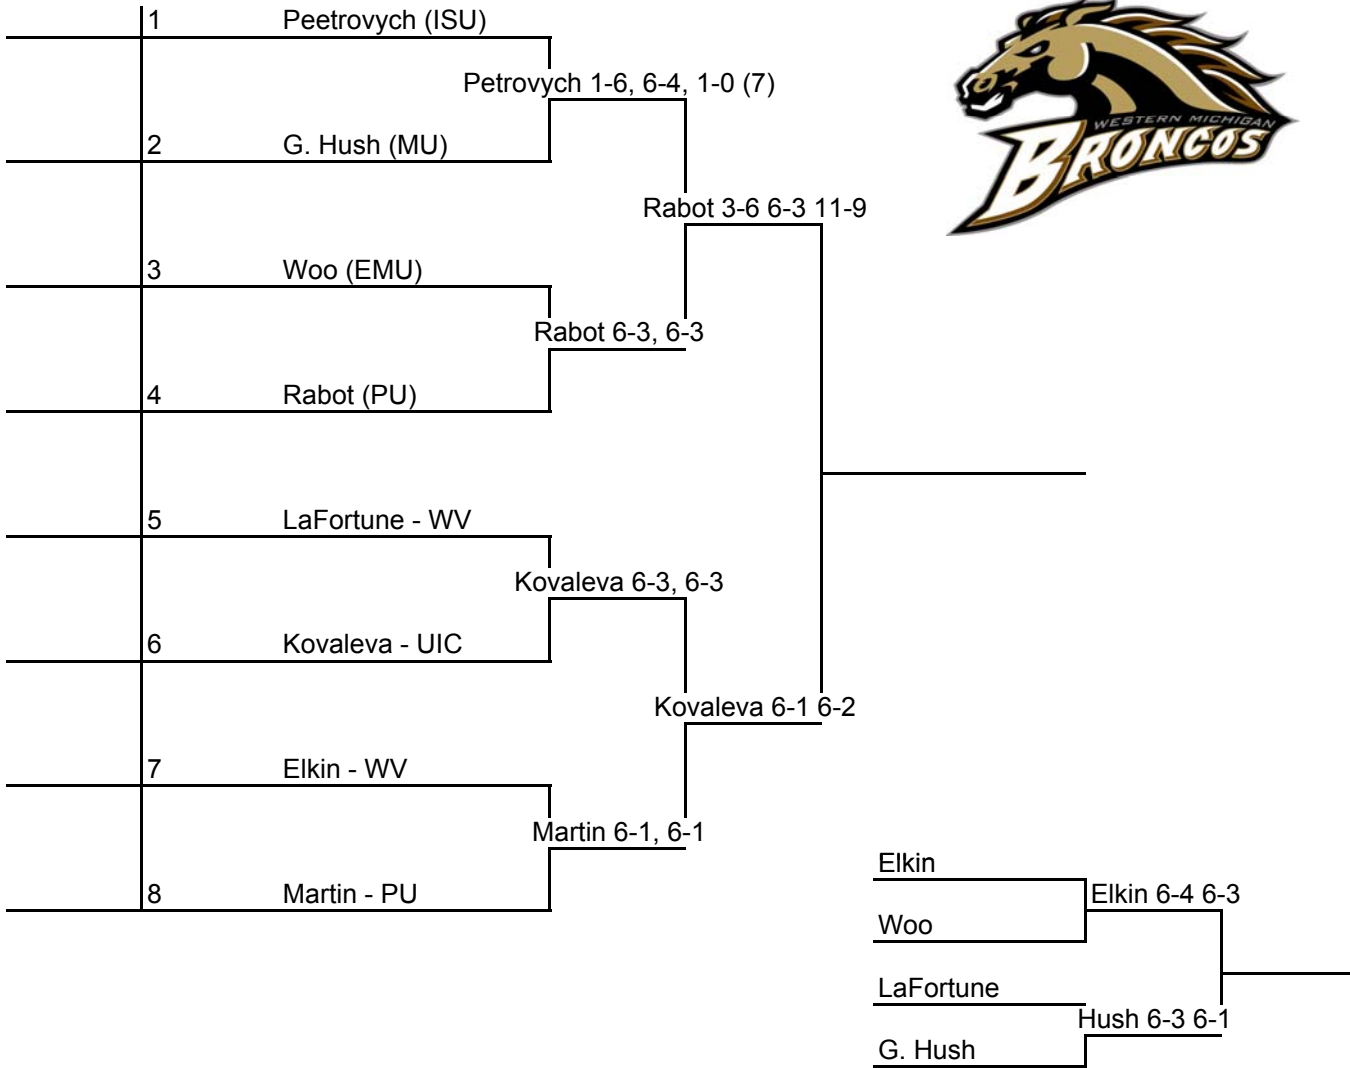 1 Peetrovych (ISU)
Petrovych 1-6, 6-4, 1-0 (7)
WESTERN MICHIGAN
BRONCOS
2 G. Hush (MU)
Rabot 3-6 6-3 11-9
3 Woo (EMU)
Rabot 6-3, 6-3
4 Rabot (PU)
5 LaFortune - WV
Kovaleva 6-3, 6-3
6 Kovaleva - UIC
Kovaleva 6-1 6-2
7 Elkin - WV
Martin 6-1, 6-1
8 Martin - PU
Elkin
Elkin 6-4 6-3
Woo
LaFortune
Hush 6-3 6-1
G. Hush